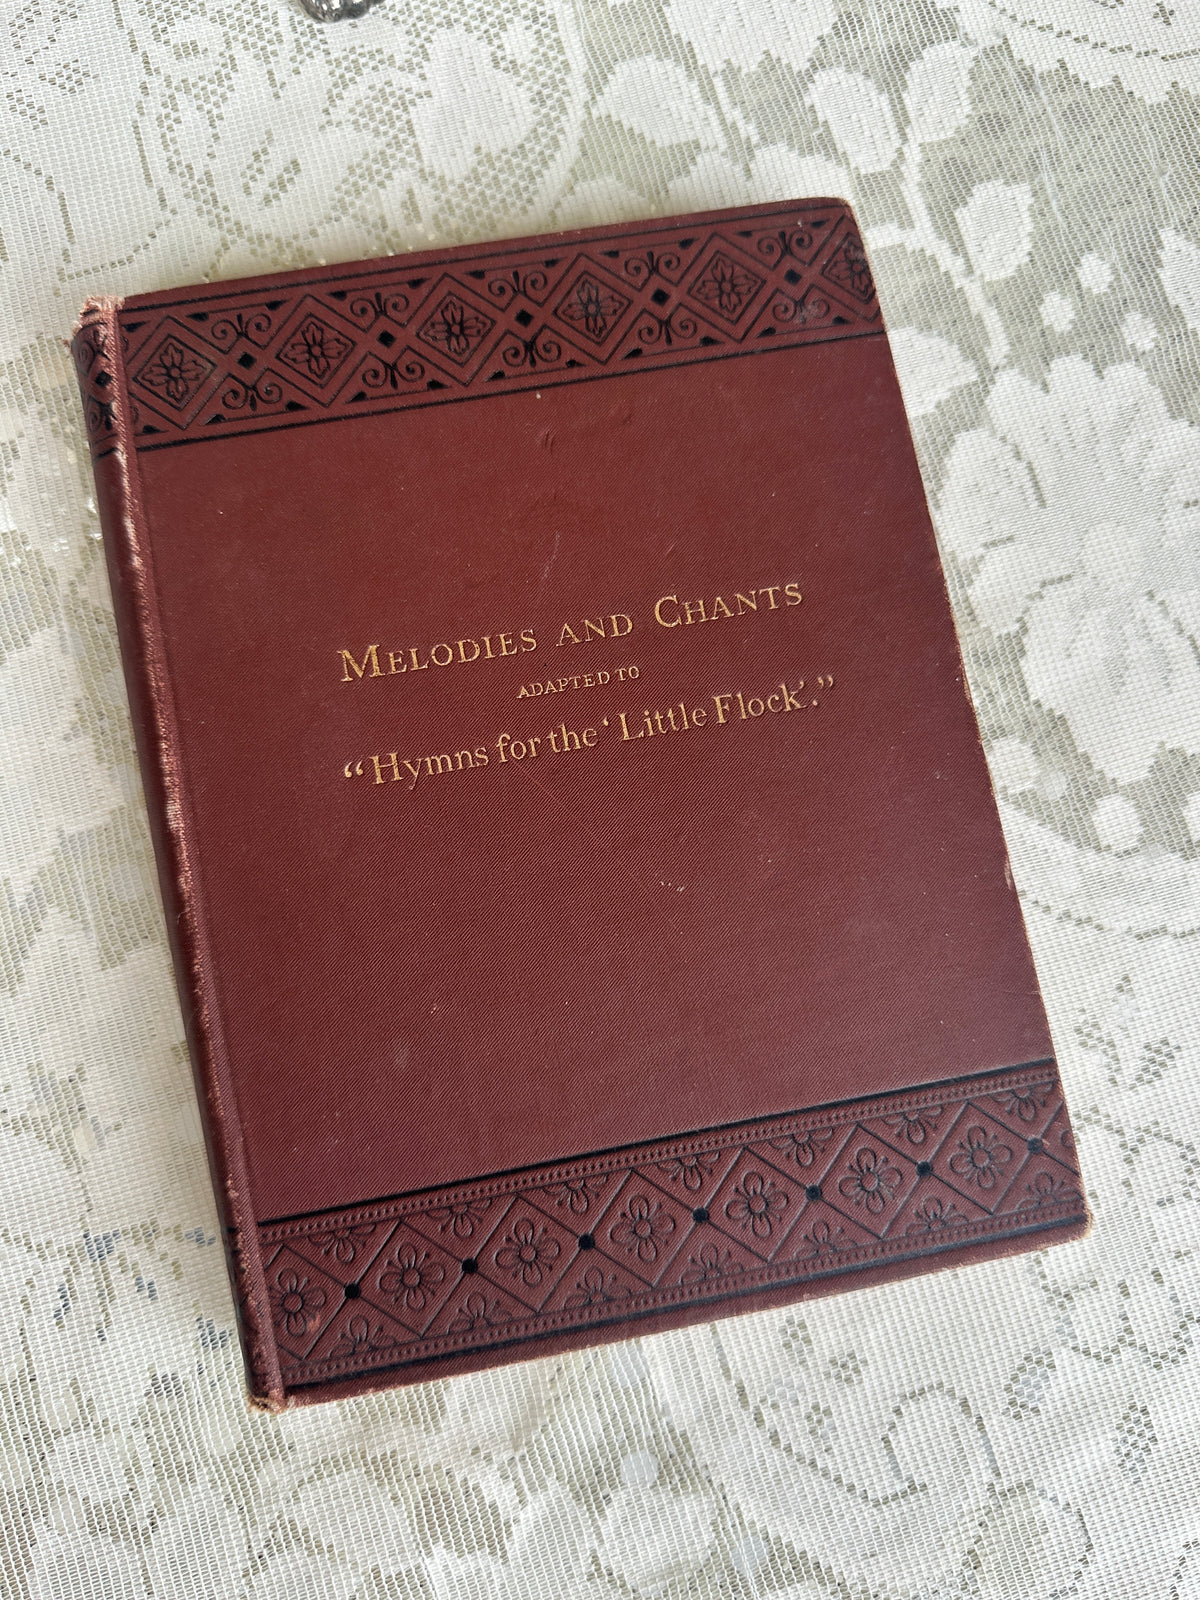 MELODIES AND CHANTS
ADAPTED TO
“Hymns for the ‘Little Flock’.”